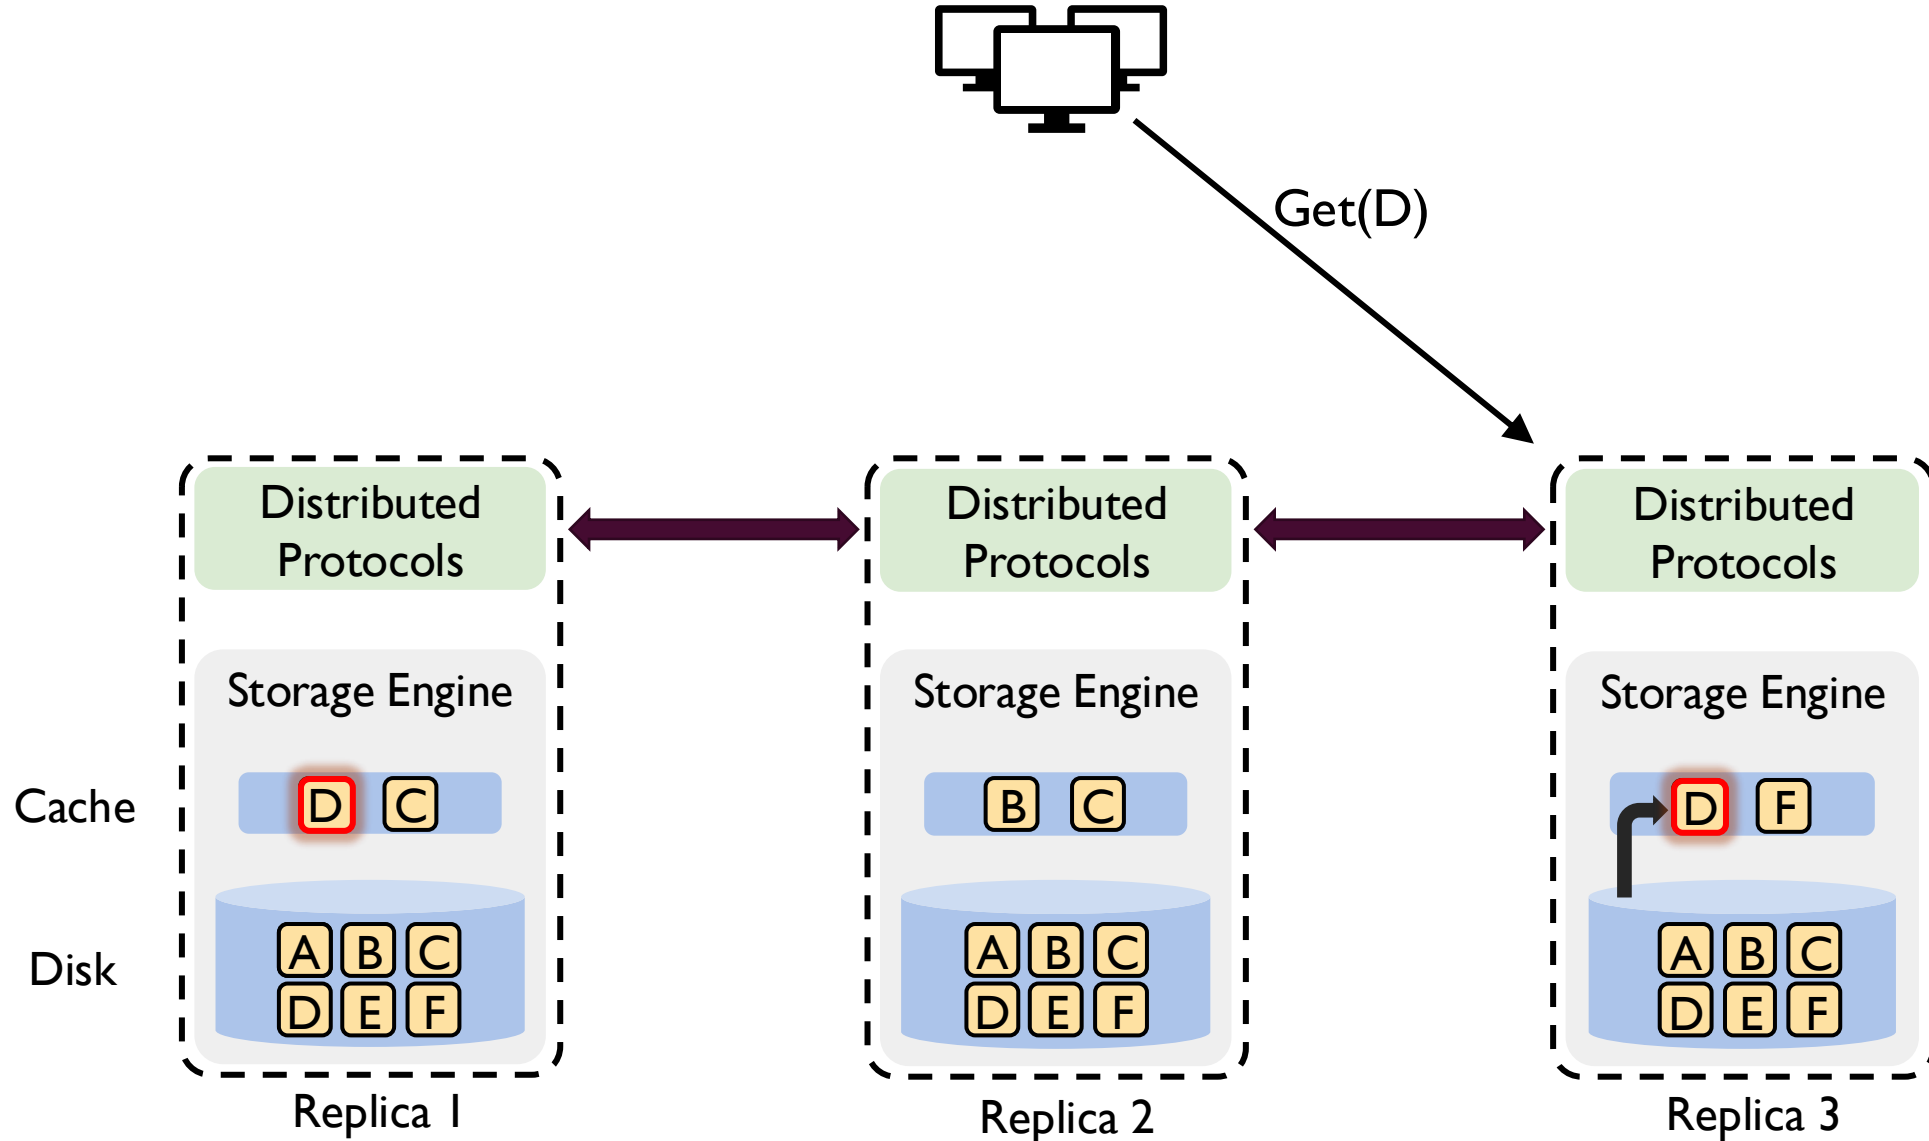 Get(D)
Distributed
Protocols
Distributed
Protocols
Distributed
Protocols
Storage Engine
Storage Engine
Storage Engine
Cache
D C
B C
D F
Disk
A B C
D E F
A B C
D E F
A B C
D E F
Replica 1
Replica 2
Replica 3